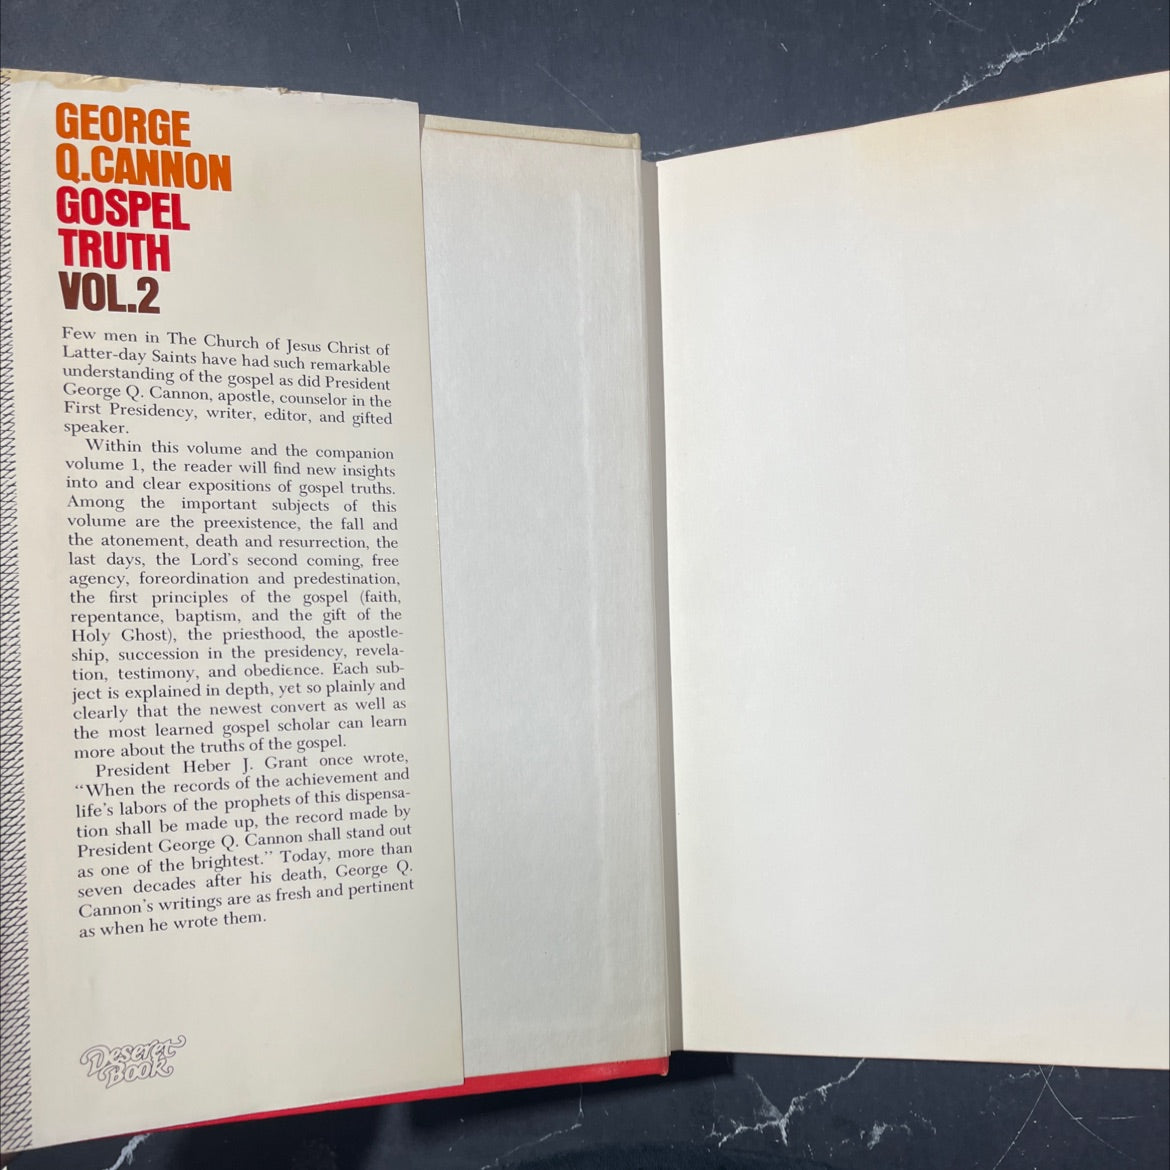 GEORGE
Q.CANNON
GOSPEL
TRUTH
VOL.2
Few men in The Church of Jesus Christ of
Latter-day Saints have had such remarkable
understanding of the gospel as did President
George Q. Cannon, apostle, counselor in the
First Presidency, writer, editor, and gifted
speaker.
Within this volume and the companion
volume 1, the reader will find new insights
into and clear expositions of gospel truths.
Among the important subjects of this
volume are the preexistence, the fall and
the atonement, death and resurrection, the
last days, the Lord's second coming, free
agency, foreordination and predestination,
the first principles of the gospel (faith,
repentance, baptism, and the gift of the
Holy Ghost), the priesthood, the apostle-
ship, succession in the presidency, revela-
tion, testimony, and obedience. Each sub-
ject is explained in depth, yet so plainly and
clearly that the newest convert as well as
the most learned gospel scholar can learn
more about the truths of the gospel.
President Heber J. Grant once wrote,
"When the records of the achievement and
life's labors of the prophets of this dispensa-
tion shall be made up, the record made by
President George Q. Cannon shall stand out
as one of the brightest." Today, more than
seven decades after his death, George Q.
Cannon's writings are as fresh and pertinent
as when he wrote them.
Deseret
Book